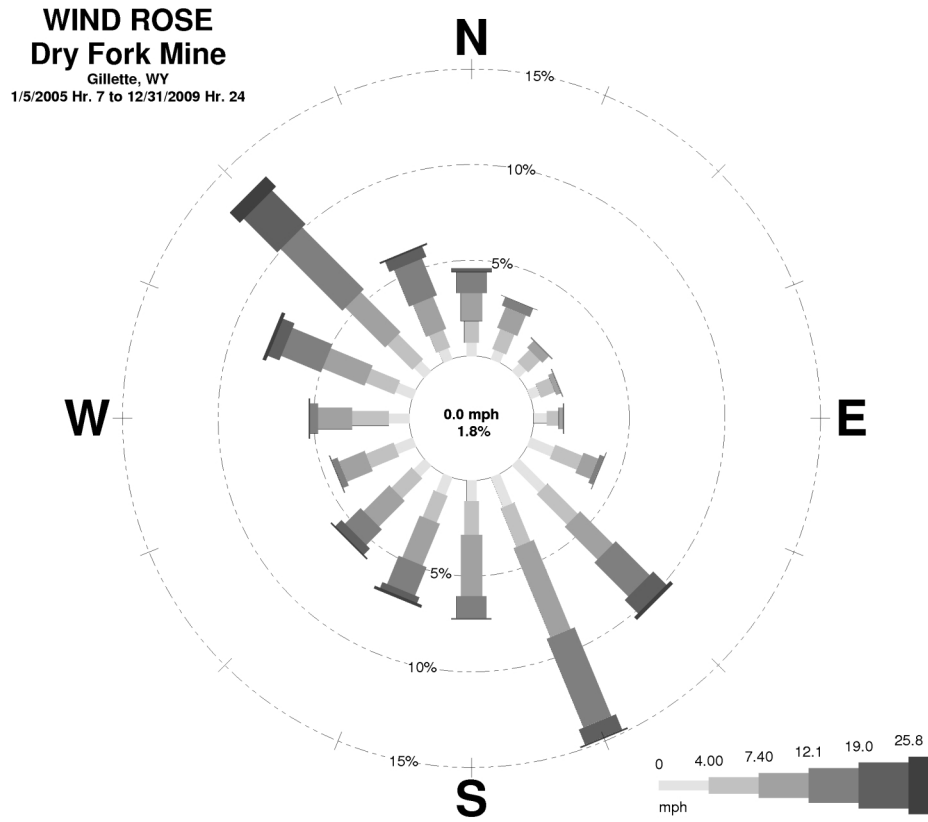 WIND ROSE
Dry Fork Mine
Gillette, WY
1/5/2005 Hr. 7 to 12/31/2009 Hr. 24
N
15%
10%
5%
W
0.0 mph
1.8%
E
5%
10%
15%
S
0 4.00 7.40 12.1 19.0 25.8
mph